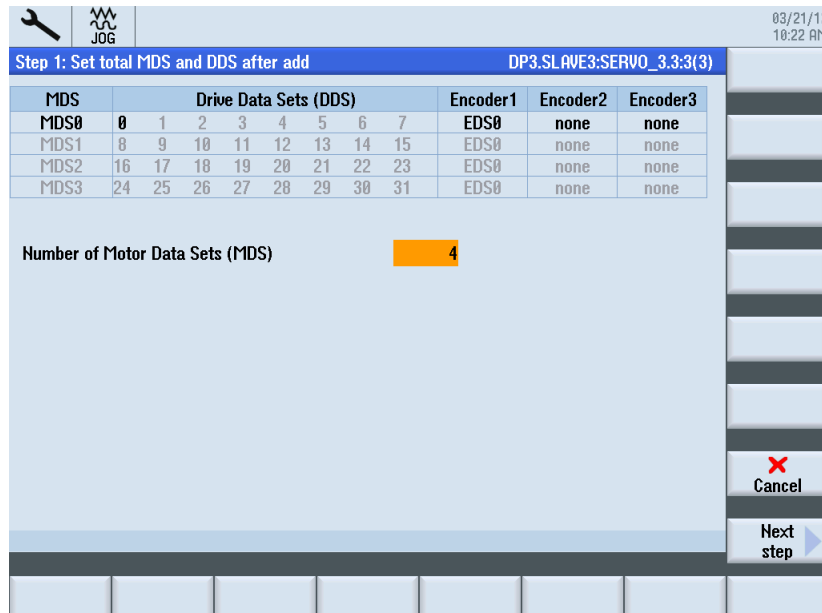 JOG
03/21/1
10:22 AM
Step 1: Set total MDS and DDS after add DP3.SLAVE3:SERVO_3.3:3(3)
MDS Drive Data Sets (DDS) Encoder1 Encoder2 Encoder3
MDS0 0 1 2 3 4 5 6 7 EDS0 none none
MDS1 8 9 10 11 12 13 14 15 EDS0 none none
MDS2 16 17 18 19 20 21 22 23 EDS0 none none
MDS3 24 25 26 27 28 29 30 31 EDS0 none none
Number of Motor Data Sets (MDS) 4
Cancel
Next
step